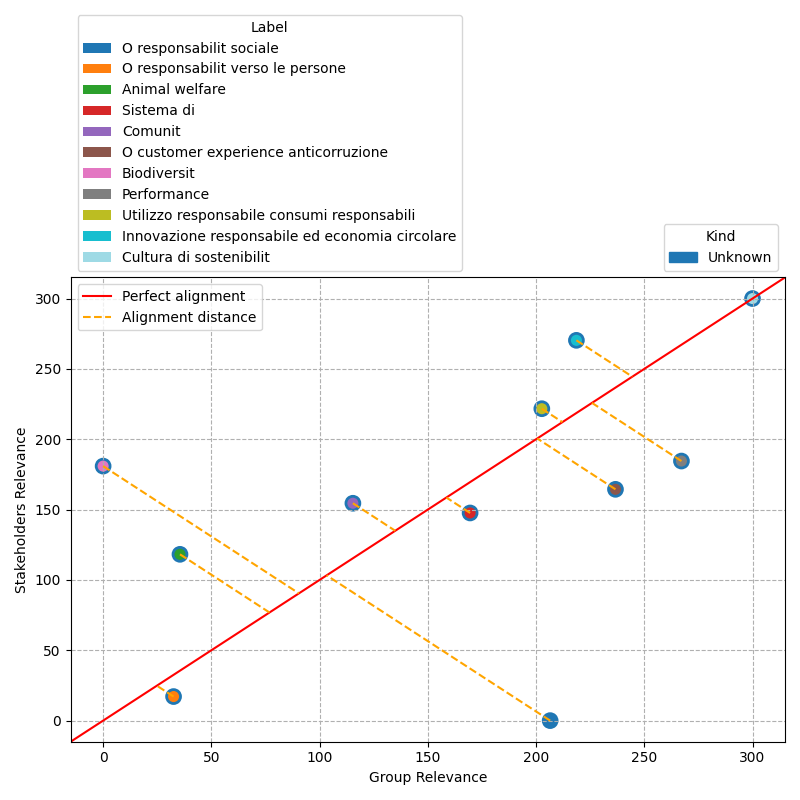 Label
O responsabilit sociale
O responsabilit verso le persone
Animal welfare
Sistema di
Comunit
O customer experience anticorruzione
Biodiversit
Performance
Utilizzo responsabile consumi responsabili
Innovazione responsabile ed economia circolare
Cultura di sostenibilit
Kind
Unknown
Perfect alignment
Alignment distance
300
250
200
150
100
50
0
Stakeholders Relevance
0 50 100 150 200 250 300
Group Relevance